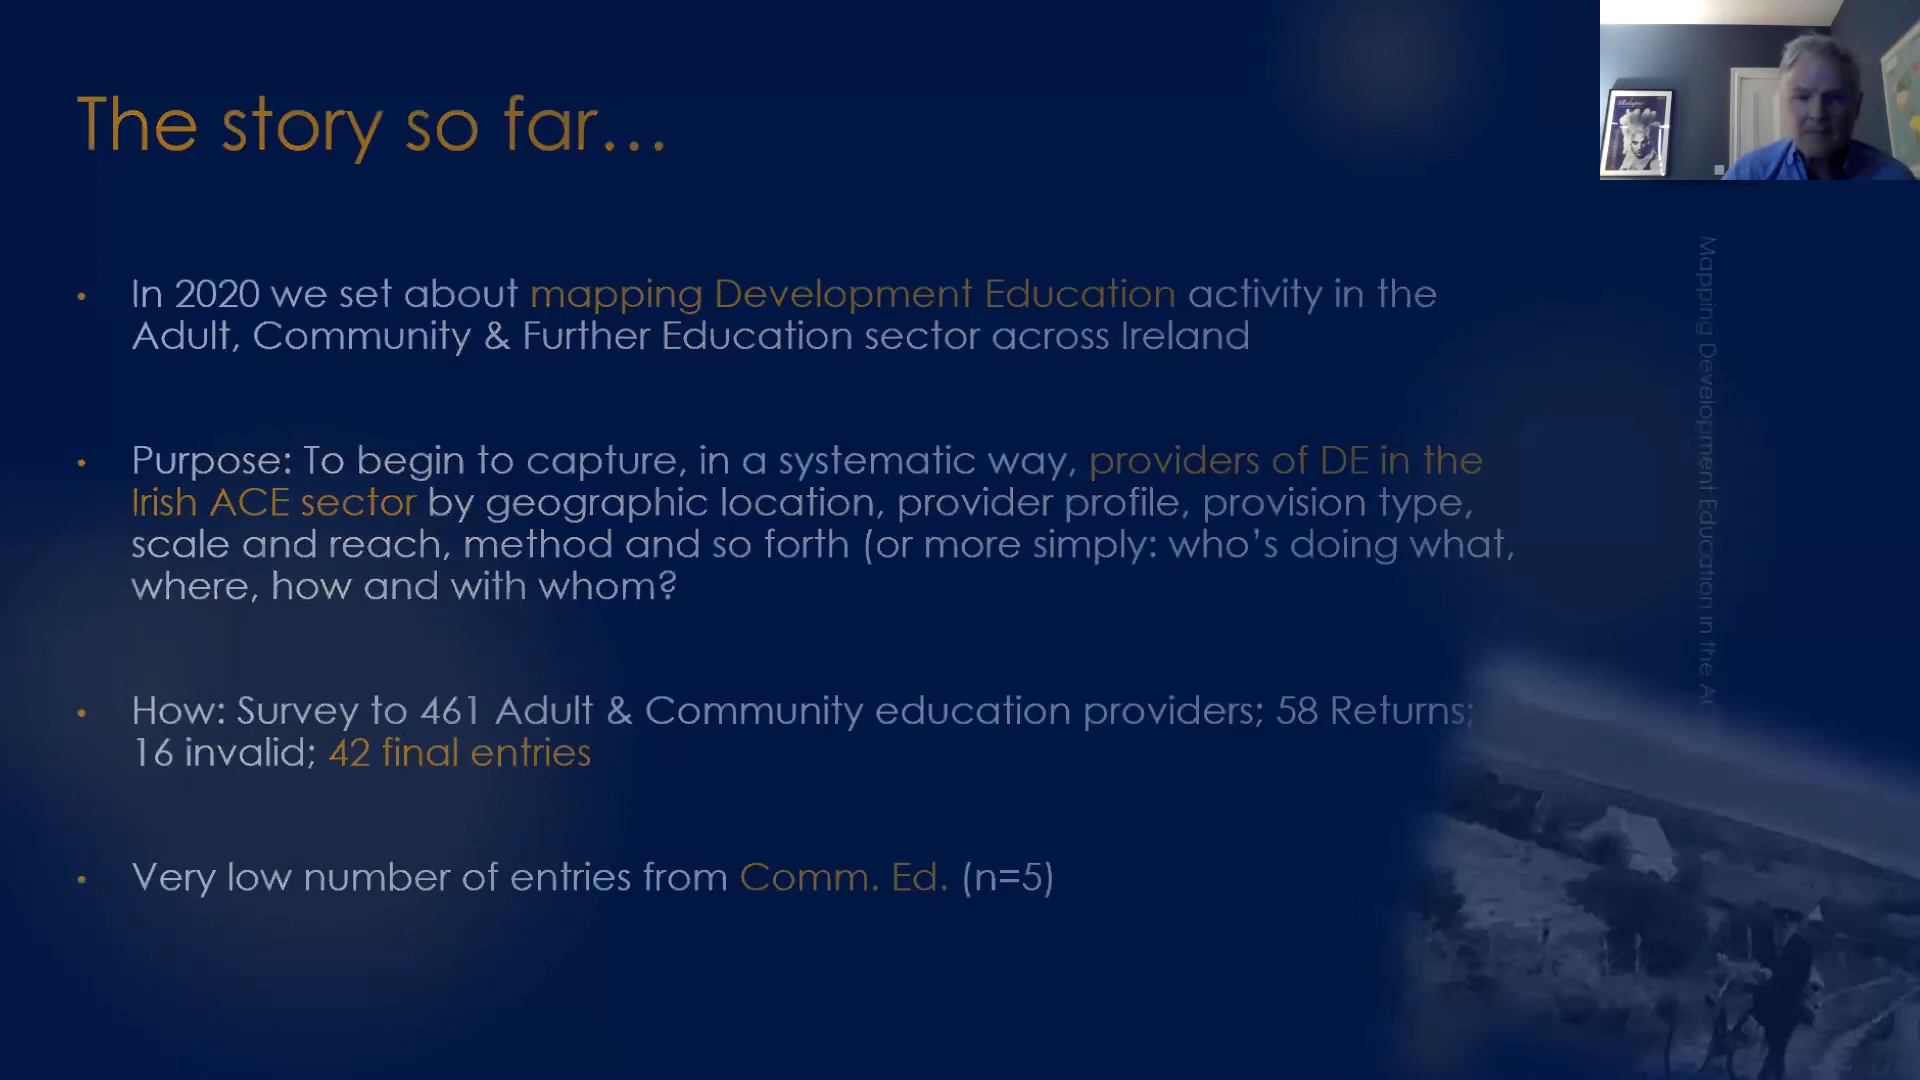 The story so far...
• In 2020 we set about mapping Development Education activity in the
Adult, Community & Further Education sector across Ireland
• Purpose: To begin to capture, in a systematic way, providers of DE in the
Irish ACE sector by geographic location, provider profile, provision type,
scale and reach, method and so forth (or more simply: who's doing what,
where, how and with whom?
• How: Survey to 461 Adult & Community education providers; 58 Returns;
16 invalid; 42 final entries
• Very low number of entries from Comm. Ed. (n=5)
Mapping Development Education in the